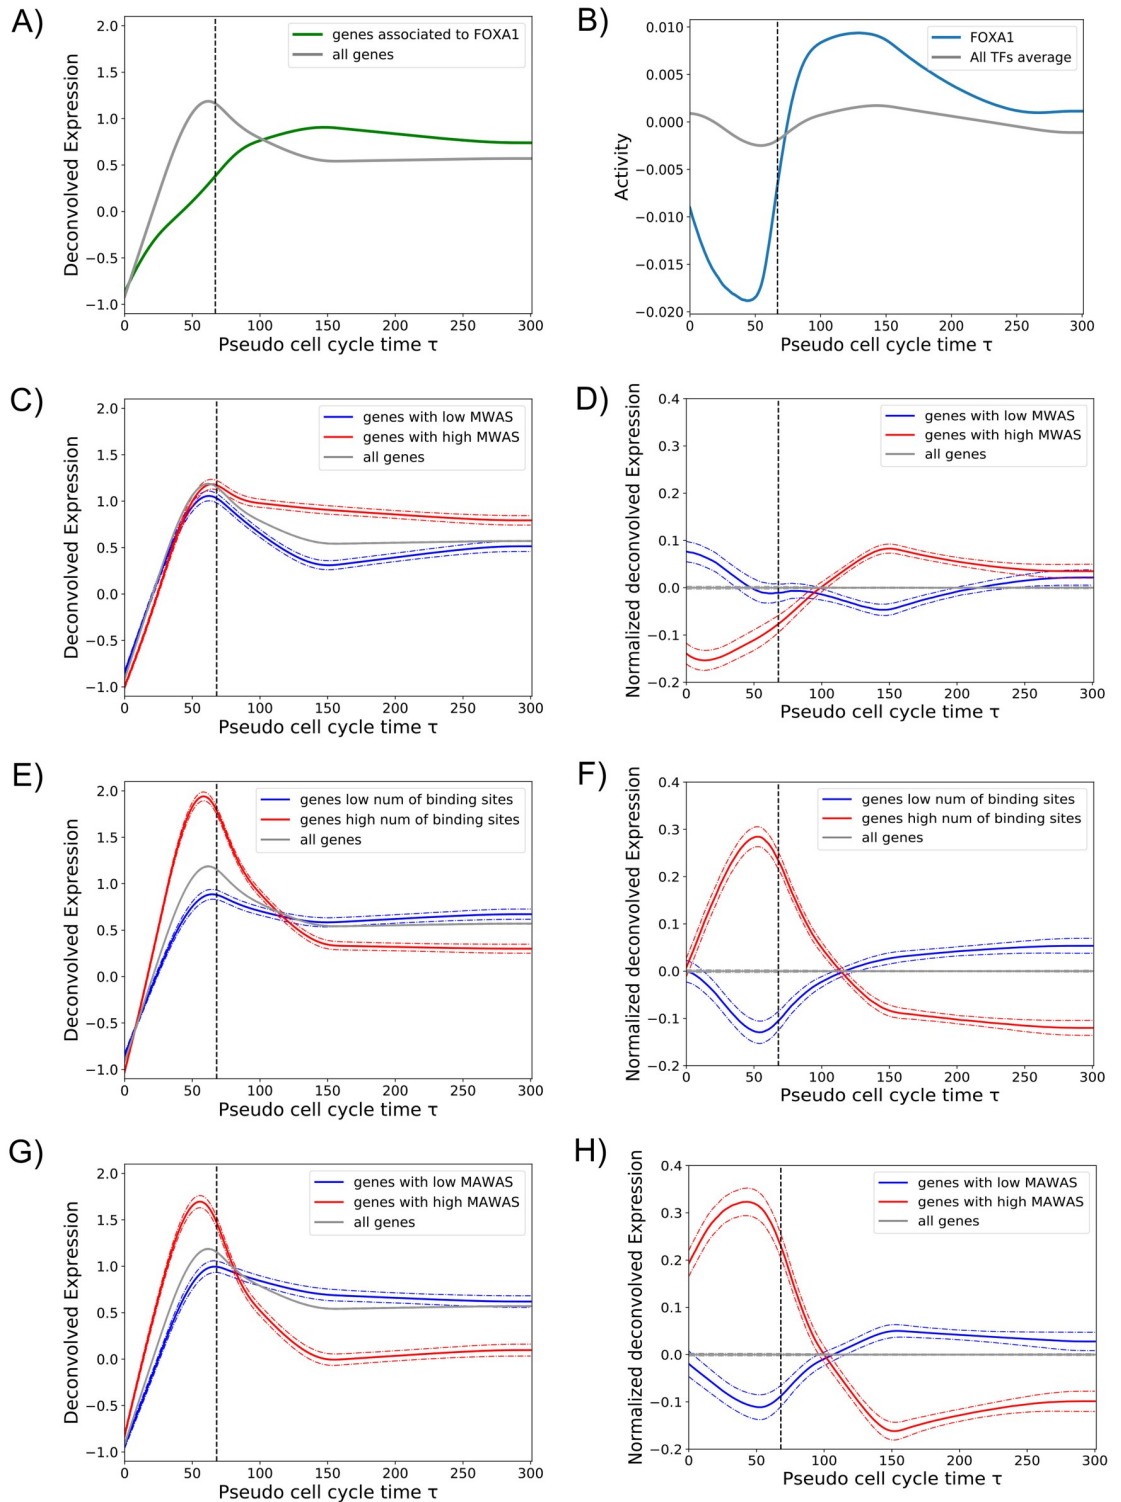 A)
Deconvolved Expression
2.0
1.5
1.0
0.5
0.0
−0.5
−1.0
genes associated to FOXA1
all genes
0 50 100 150 200 250 300
Pseudo cell cycle time τ
B)
Activity
0.010
0.005
0.000
−0.005
−0.010
−0.015
−0.020
FOXA1
All TFs average
0 50 100 150 200 250 300
Pseudo cell cycle time τ
C)
Deconvolved Expression
2.0
1.5
1.0
0.5
0.0
−0.5
−1.0
genes with low MWAS
genes with high MWAS
all genes
0 50 100 150 200 250 300
Pseudo cell cycle time τ
D)
Normalized deconvolved Expression
0.4
0.3
0.2
0.1
0.0
−0.1
−0.2
genes with low MWAS
genes with high MWAS
all genes
0 50 100 150 200 250 300
Pseudo cell cycle time τ
E)
Deconvolved Expression
2.0
1.5
1.0
0.5
0.0
−0.5
−1.0
genes low num of binding sites
genes high num of binding sites
all genes
0 50 100 150 200 250 300
Pseudo cell cycle time τ
F)
Normalized deconvolved Expression
0.4
0.3
0.2
0.1
0.0
−0.1
−0.2
genes low num of binding sites
genes high num of binding sites
all genes
0 50 100 150 200 250 300
Pseudo cell cycle time τ
G)
Deconvolved Expression
2.0
1.5
1.0
0.5
0.0
−0.5
−1.0
genes with low MAWAS
genes with high MAWAS
all genes
0 50 100 150 200 250 300
Pseudo cell cycle time τ
H)
Normalized deconvolved Expression
0.4
0.3
0.2
0.1
0.0
−0.1
−0.2
genes with low MAWAS
genes with high MAWAS
all genes
0 50 100 150 200 250 300
Pseudo cell cycle time τ